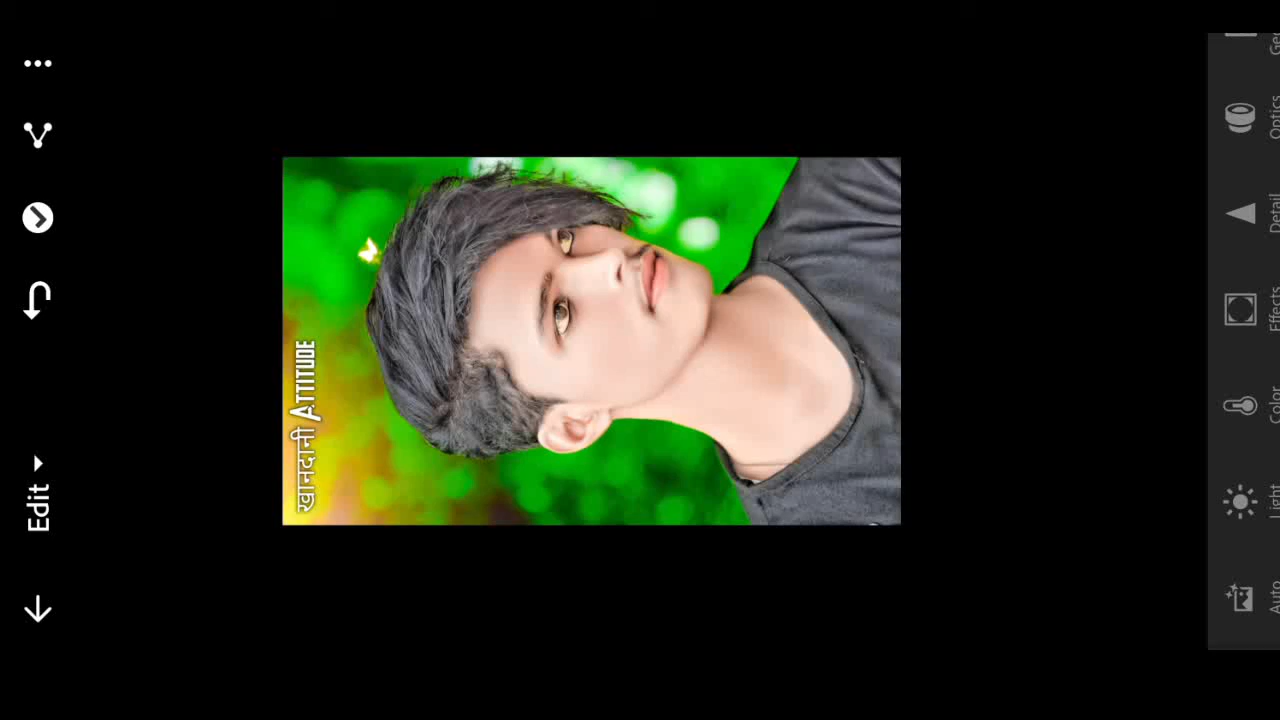 Edit
खानदानी ATTITUDE
Auto
Light
Color
Effects
Detail
Optics